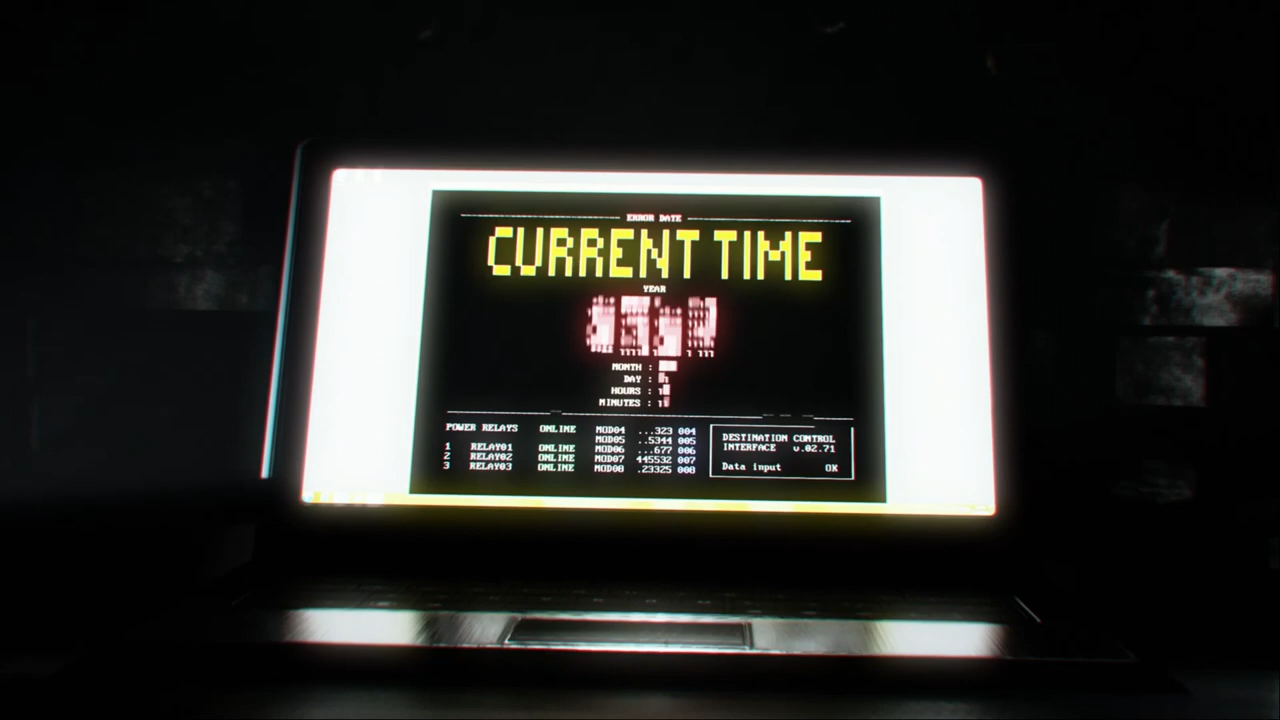 ERROR DATE
CURRENT TIME
YEAR
MONTH :
DAY :
HOURS :
MINUTES :
POWER RELAYS ONLINE
1 RELAY01 ONLINE
2 RELAY02 ONLINE
3 RELAY03 ONLINE
MOD04 ...323 004
MOD05 ..5344 005
MOD06 ...677 006
MOD07 445532 007
MOD08 .23325 008
DESTINATION CONTROL
INTERFACE v.02.71
Data input OK